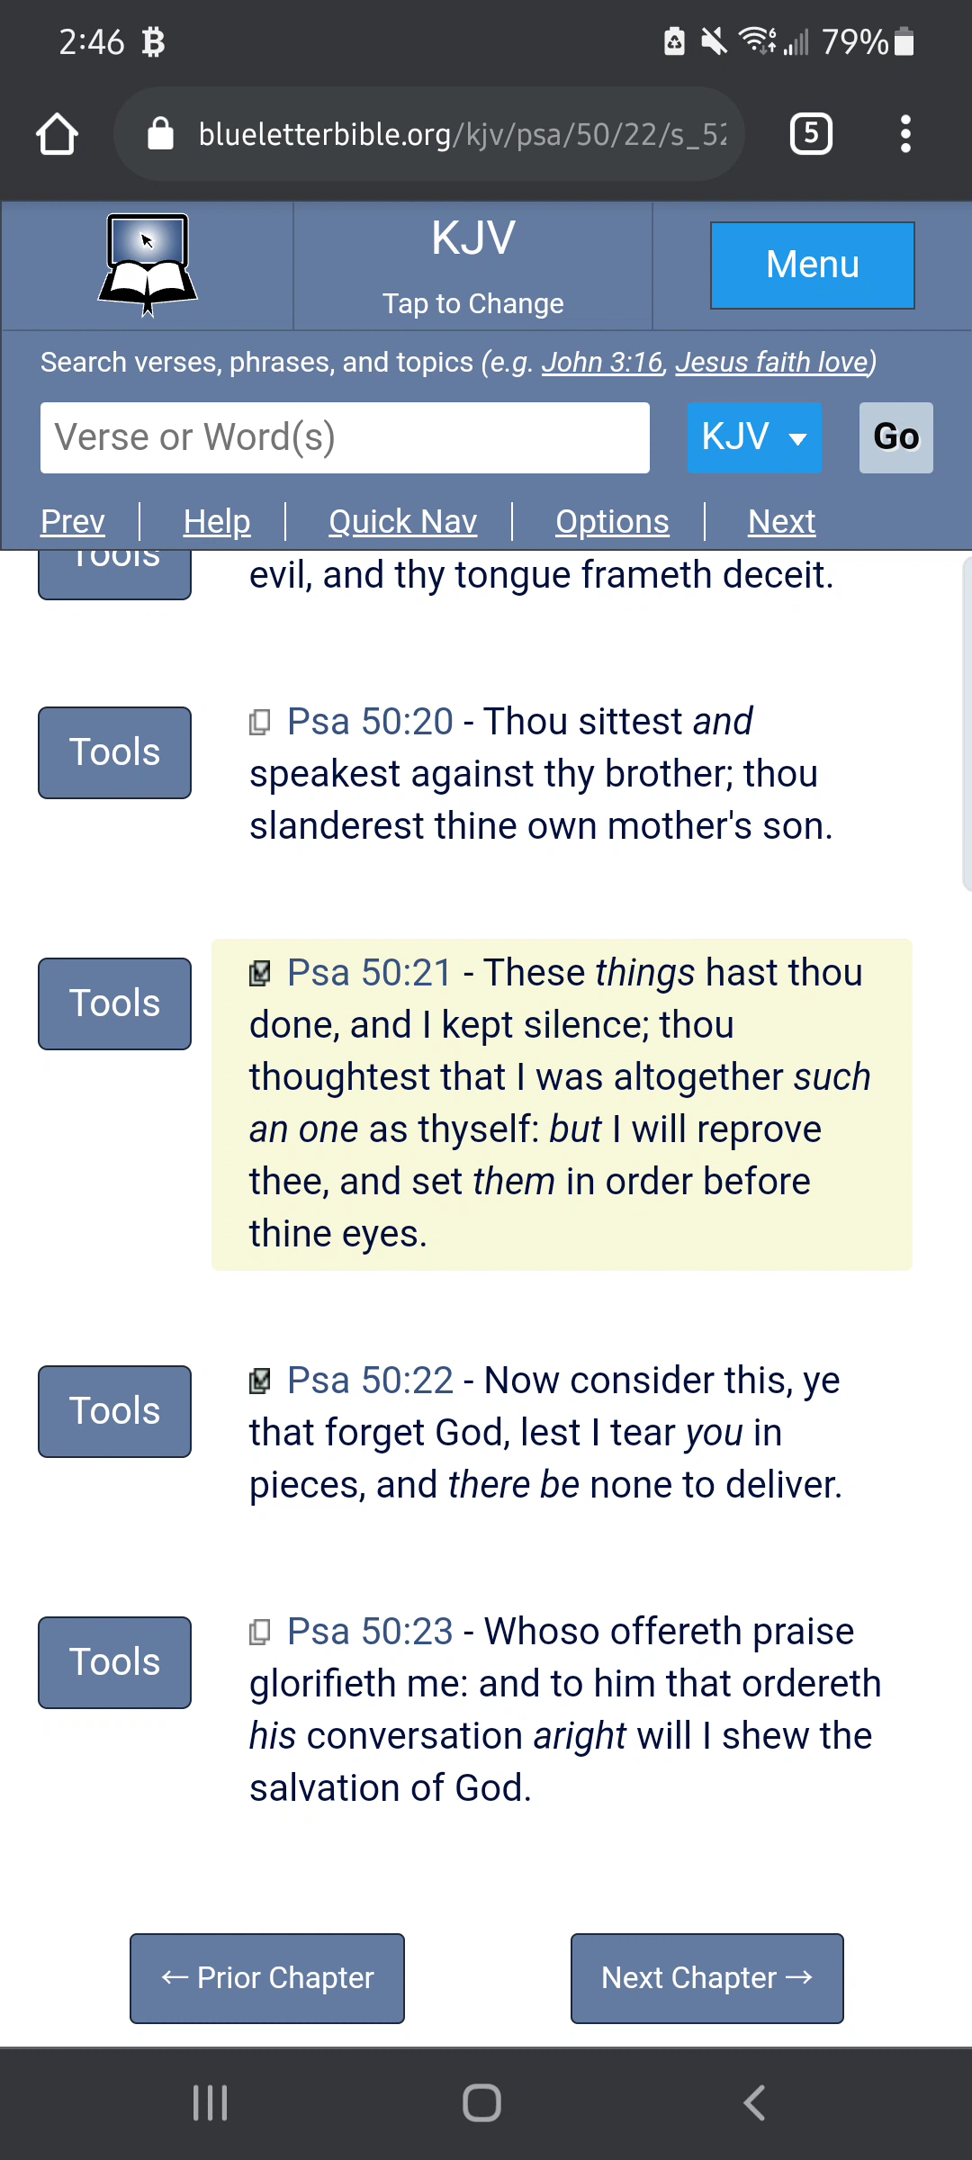 2:46
79%
blueletterbible.org/kjv/psa/50/22/s_52
5
KJV
Tap to Change
Menu
Search verses, phrases, and topics (e.g. John 3:16, Jesus faith love)
Verse or Word(s)
KJV
Go
Prev
Help
Quick Nav
Options
Next
Tools
evil, and thy tongue frameth deceit.
Tools
Psa 50:20 - Thou sittest and
speakest against thy brother; thou
slanderest thine own mother's son.
Tools
Psa 50:21 - These things hast thou
done, and I kept silence; thou
thoughtest that I was altogether such
an one as thyself: but I will reprove
thee, and set them in order before
thine eyes.
Tools
Psa 50:22 - Now consider this, ye
that forget God, lest I tear you in
pieces, and there be none to deliver.
Tools
Psa 50:23 - Whoso offereth praise
glorifieth me: and to him that ordereth
his conversation aright will I shew the
salvation of God.
← Prior Chapter
Next Chapter →